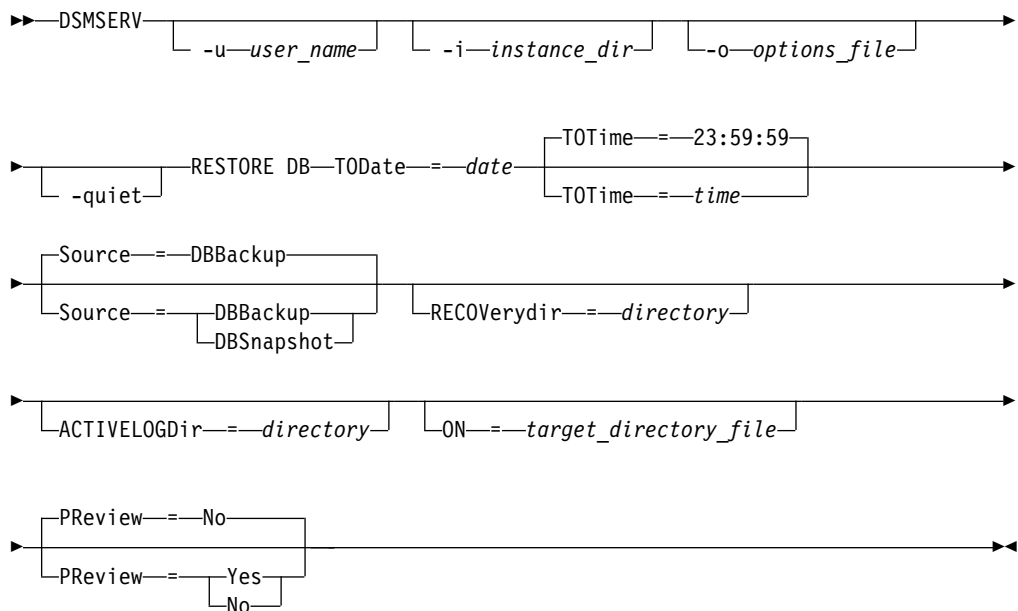 DSMSERV
-u user_name -i instance_dir -o options_file
TOTime = 23:59:59
RESTORE DB TODate = date
-quiet TOTime = time
Source = DBBackup
Source = DBBackup RECOVerydir = directory
DBSnapshot
ACTIVELOGDir = directory ON = target_directory_file
PReview = No
PReview = Yes
No